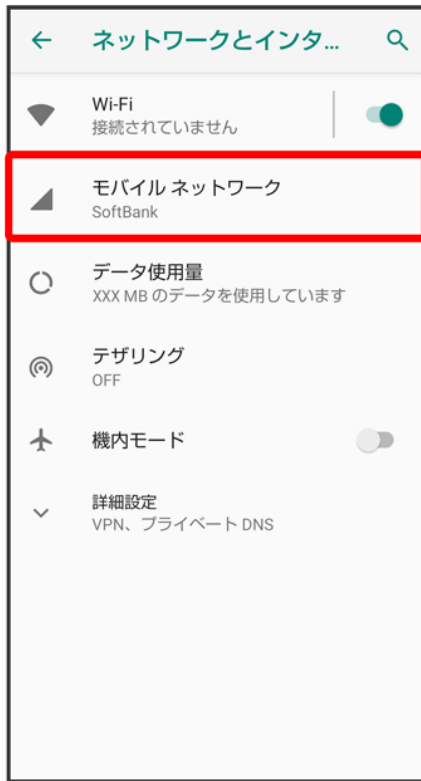 ネットワークとインタ...
Wi-Fi
接続されていません
モバイル ネットワーク
SoftBank
データ使用量
XXX MB のデータを使用しています
テザリング
OFF
機内モード
詳細設定
VPN、プライベート DNS